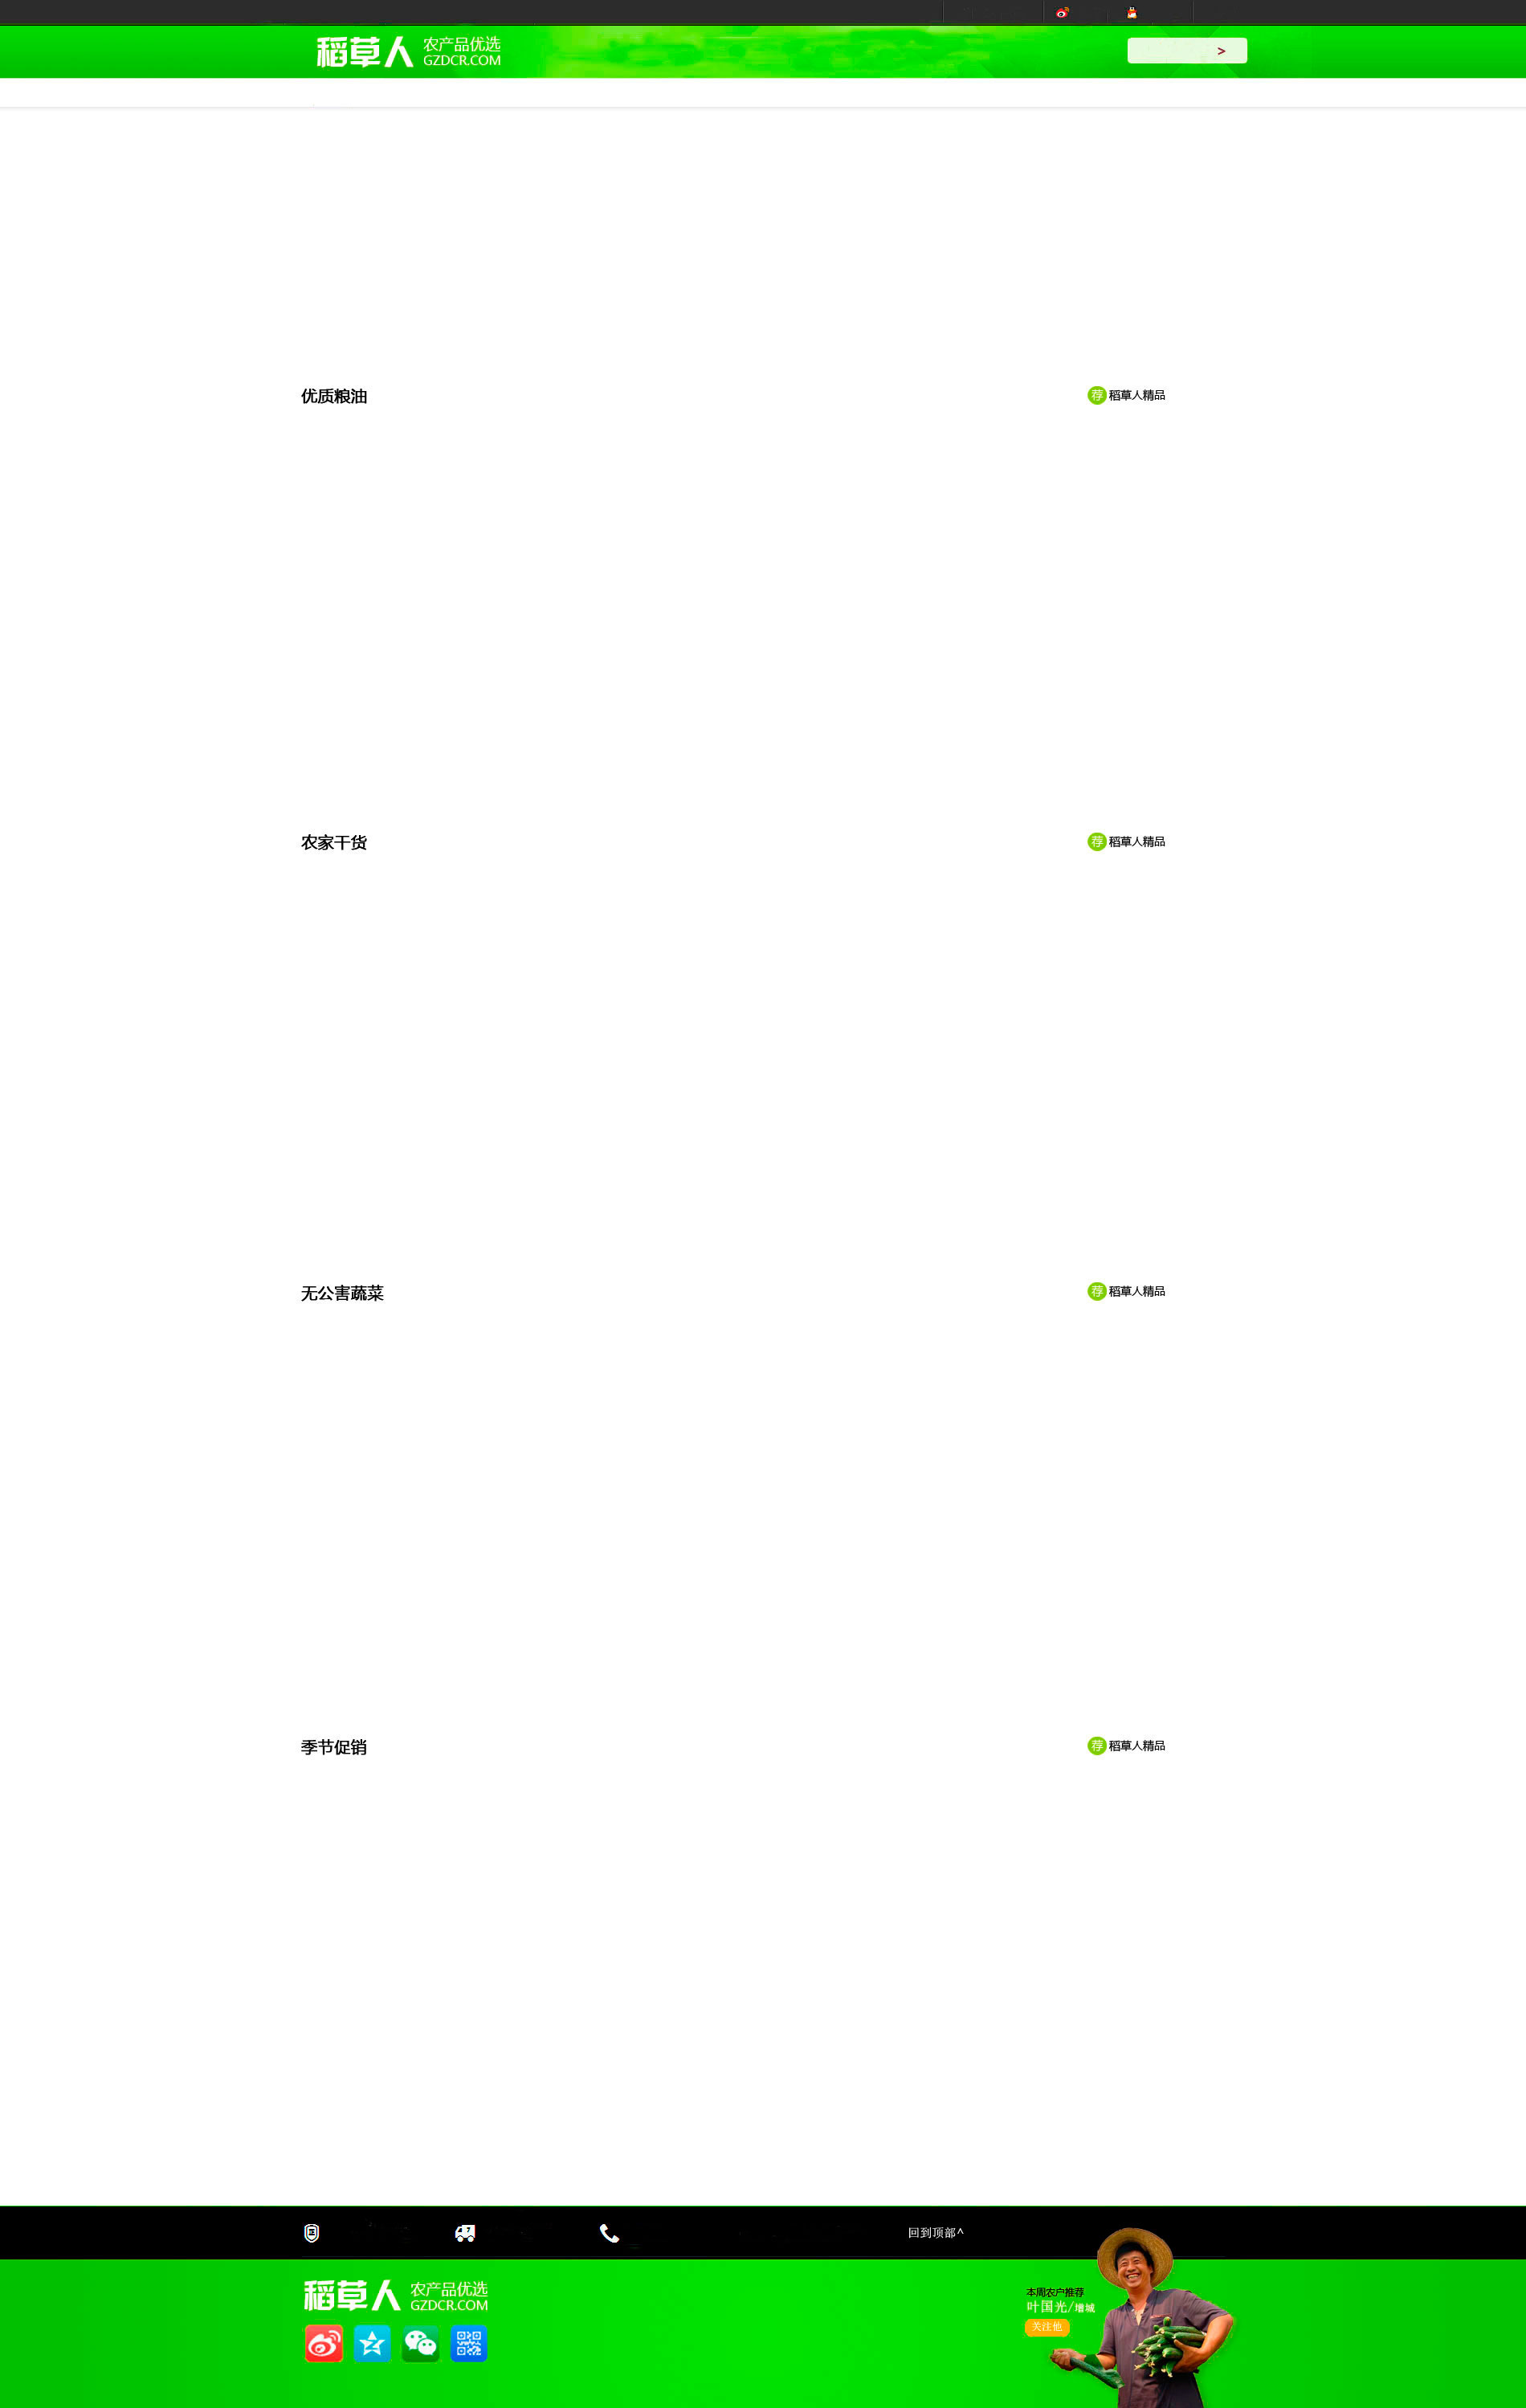 稻草人 农产品优选
GZDCR.COM
>
优质粮油
荐 稻草人精品
农家干货
荐 稻草人精品
无公害蔬菜
荐 稻草人精品
季节促销
荐 稻草人精品
回到顶部^
稻草人 农产品优选
GZDCR.COM
本周农户推荐
叶国光/增城
关注他